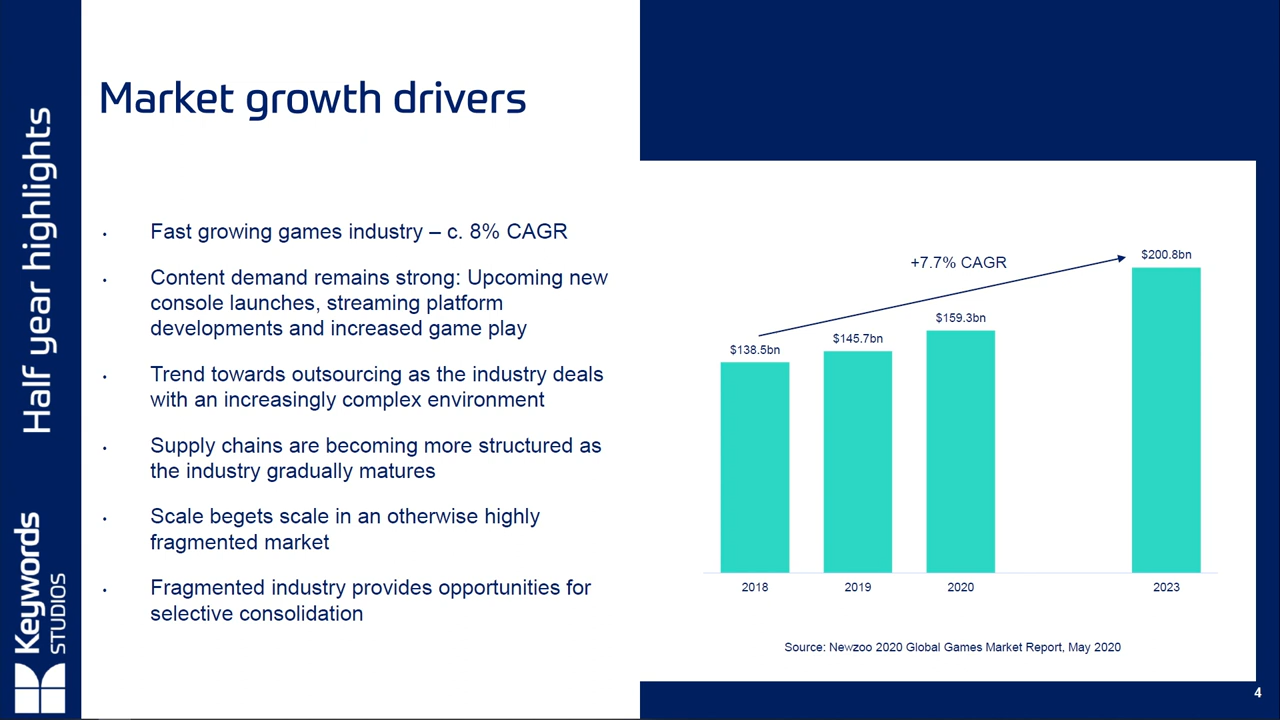 Half year highlights
Keywords
STUDIOS
Market growth drivers
• Fast growing games industry – c. 8% CAGR
• Content demand remains strong: Upcoming new
console launches, streaming platform
developments and increased game play
• Trend towards outsourcing as the industry deals
with an increasingly complex environment
• Supply chains are becoming more structured as
the industry gradually matures
• Scale begets scale in an otherwise highly
fragmented market
• Fragmented industry provides opportunities for
selective consolidation
+7.7% CAGR
$138.5bn
$145.7bn
$159.3bn
$200.8bn
2018 2019 2020 2023
Source: Newzoo 2020 Global Games Market Report, May 2020
4